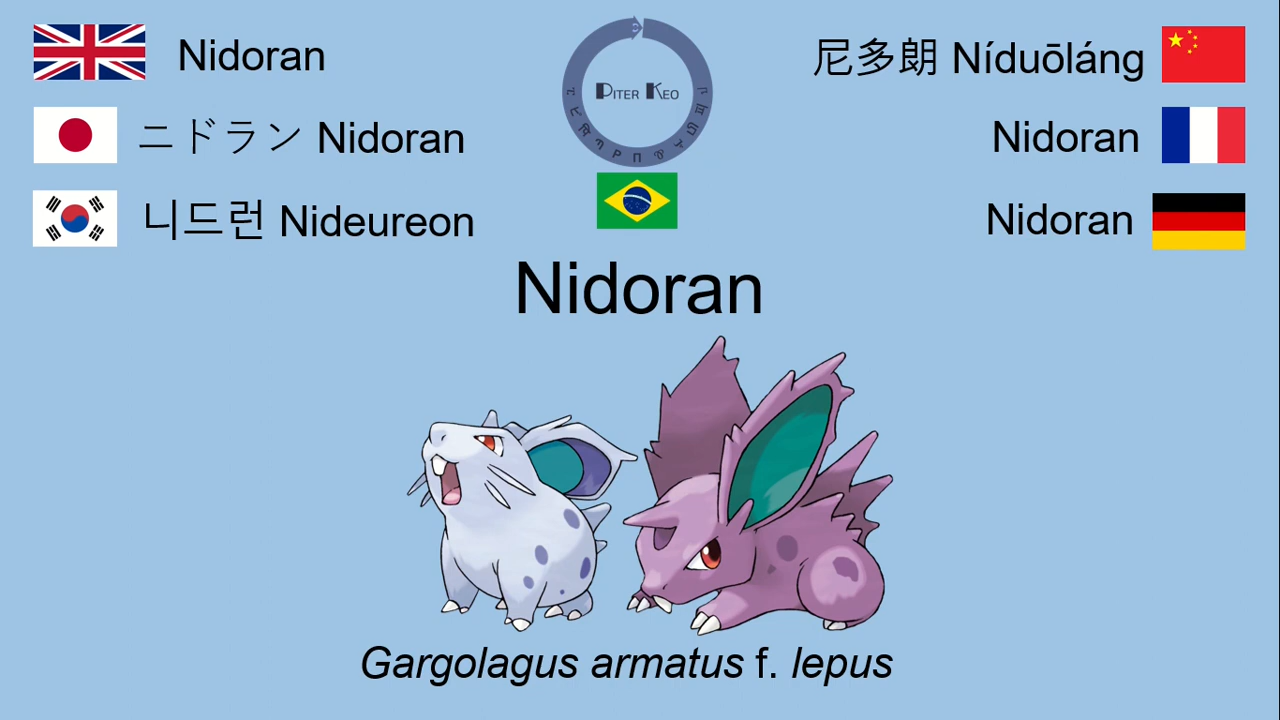 Nidoran
ニドラン Nidoran
니드런 Nideureon
PITER KEO
尼多朗 Níduōláng
Nidoran
Nidoran
Nidoran
Gargolagus armatus f. lepus